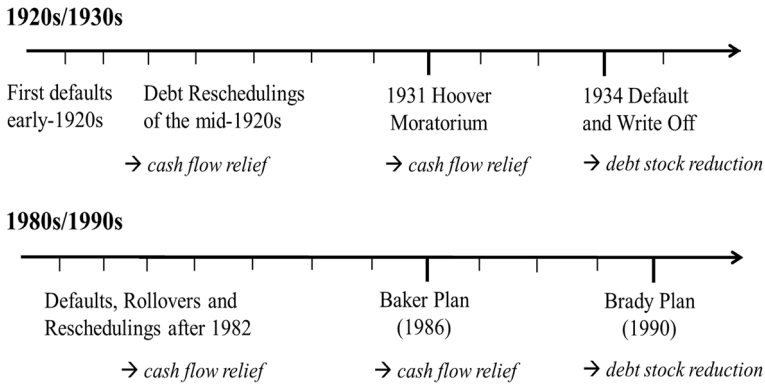 1920s/1930s
First defaults
early-1920s
Debt Reschedulings
of the mid-1920s
→ cash flow relief
1931 Hoover
Moratorium
→ cash flow relief
1934 Default
and Write Off
→ debt stock reduction
1980s/1990s
Defaults, Rollovers and
Reschedulings after 1982
→ cash flow relief
Baker Plan
(1986)
→ cash flow relief
Brady Plan
(1990)
→ debt stock reduction